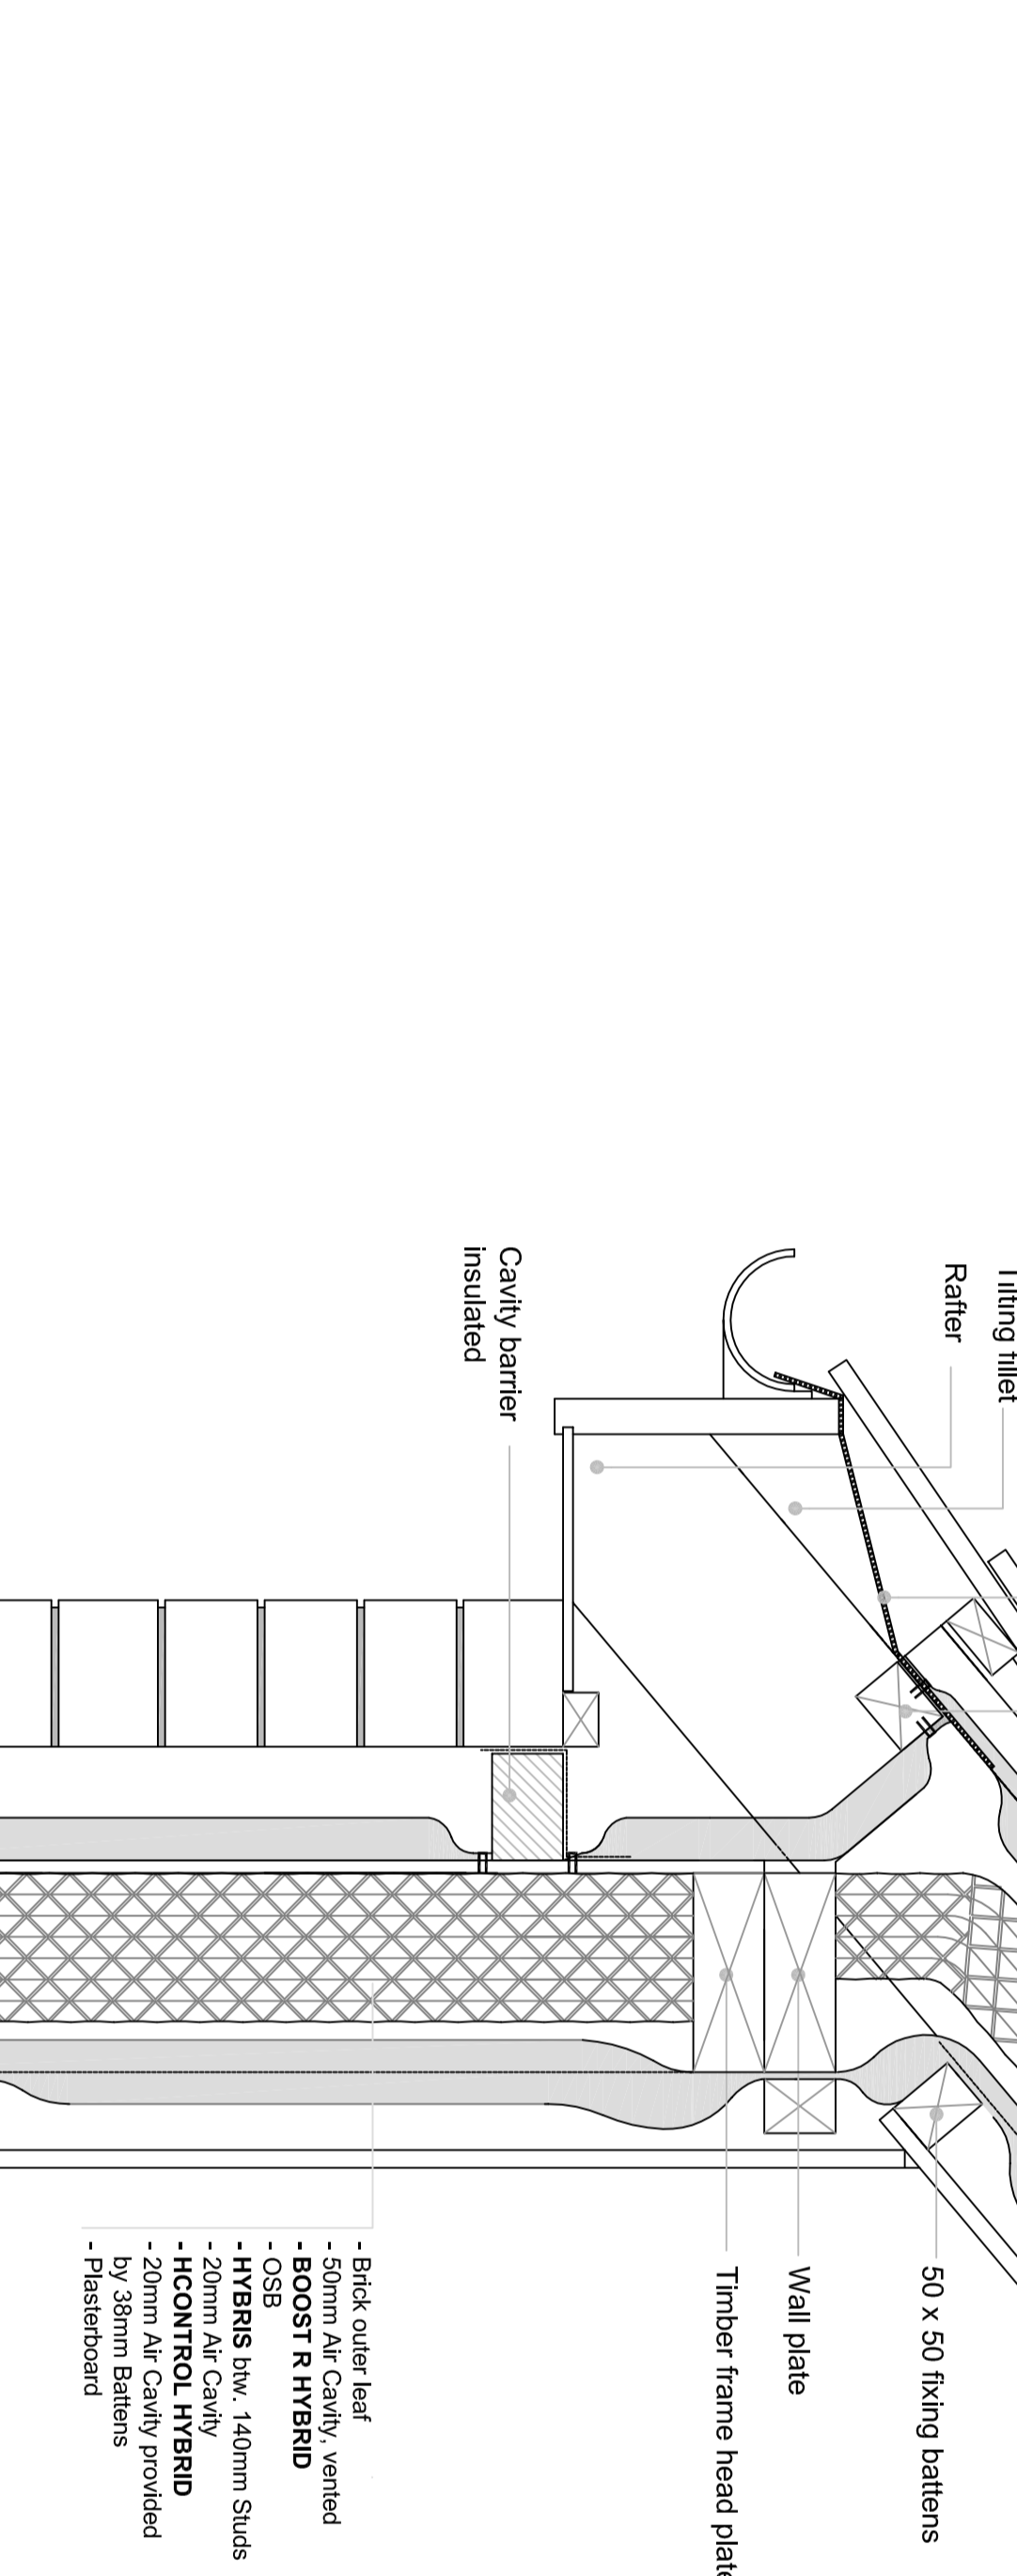 Tilting fillet
Rafter
Cavity barrier
insulated
50 x 50 fixing battens
Wall plate
Timber frame head plate
- Brick outer leaf
- 50mm Air Cavity, vented
- BOOST R HYBRID
- OSB
- HYBRIS btw. 140mm Studs
- 20mm Air Cavity
- HCONTROL HYBRID
- 20mm Air Cavity provided
by 38mm Battens
- Plasterboard